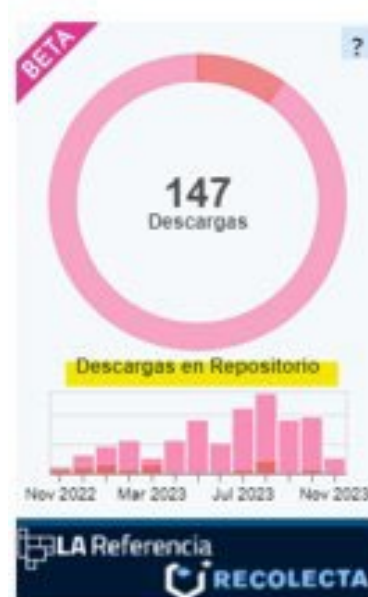 BETA
?
147
Descargas
Descargas en Repositorio
Nov 2022 Mar 2023 Jul 2023 Nov 2023
LA Referencia
RECOLECTA